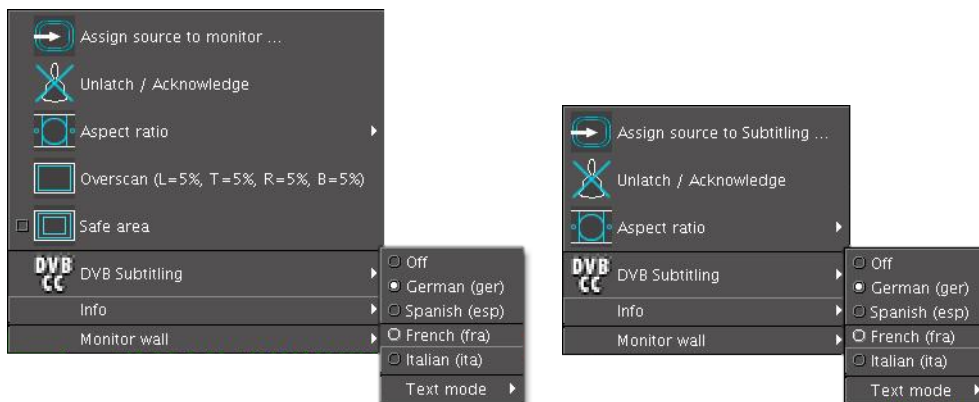 Assign source to monitor ...
Unlatch / Acknowledge
Aspect ratio
Overscan (L=5%, T=5%, R=5%, B=5%)
Safe area
DVB CC DVB Subtitling
Info
Monitor wall
Off
German (ger)
Spanish (esp)
French (fra)
Italian (ita)
Text mode
Assign source to Subtitling ...
Unlatch / Acknowledge
Aspect ratio
DVB CC DVB Subtitling
Info
Monitor wall
Off
German (ger)
Spanish (esp)
French (fra)
Italian (ita)
Text mode